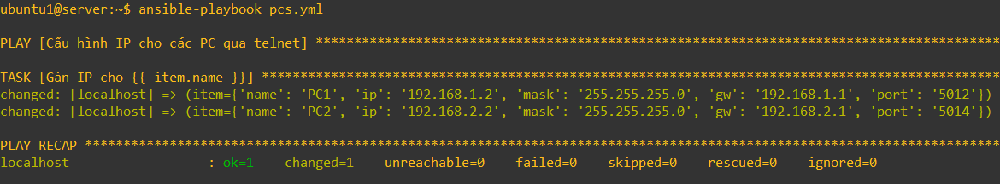 ubuntu1@server:~$ ansible-playbook pcs.yml
PLAY [Cấu hình IP cho các PC qua telnet] *****************************************************************************************
TASK [Gán IP cho {{ item.name }}] ************************************************************************************************
changed: [localhost] => (item={'name': 'PC1', 'ip': '192.168.1.2', 'mask': '255.255.255.0', 'gw': '192.168.1.1', 'port': '5012'})
changed: [localhost] => (item={'name': 'PC2', 'ip': '192.168.2.2', 'mask': '255.255.255.0', 'gw': '192.168.2.1', 'port': '5014'})
PLAY RECAP ***********************************************************************************************************************
localhost                  : ok=1    changed=1    unreachable=0    failed=0    skipped=0    rescued=0    ignored=0